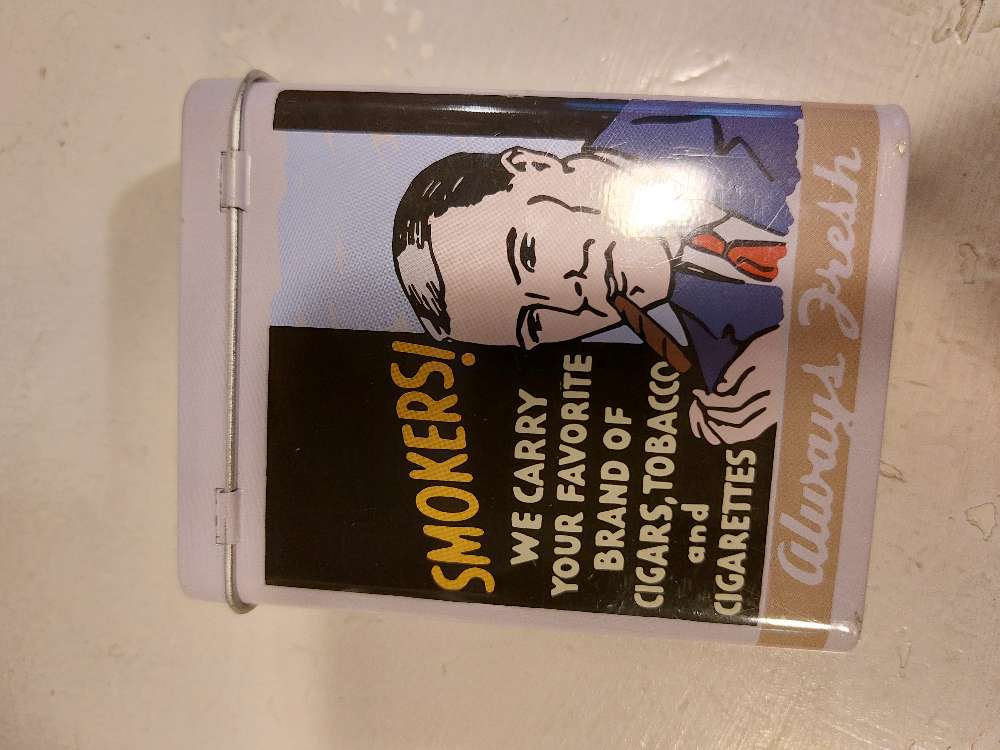 SMOKERS!
WE CARRY
YOUR FAVORITE
BRAND OF
CIGARS, TOBACCO
and
CIGARETTES
Always Fresh